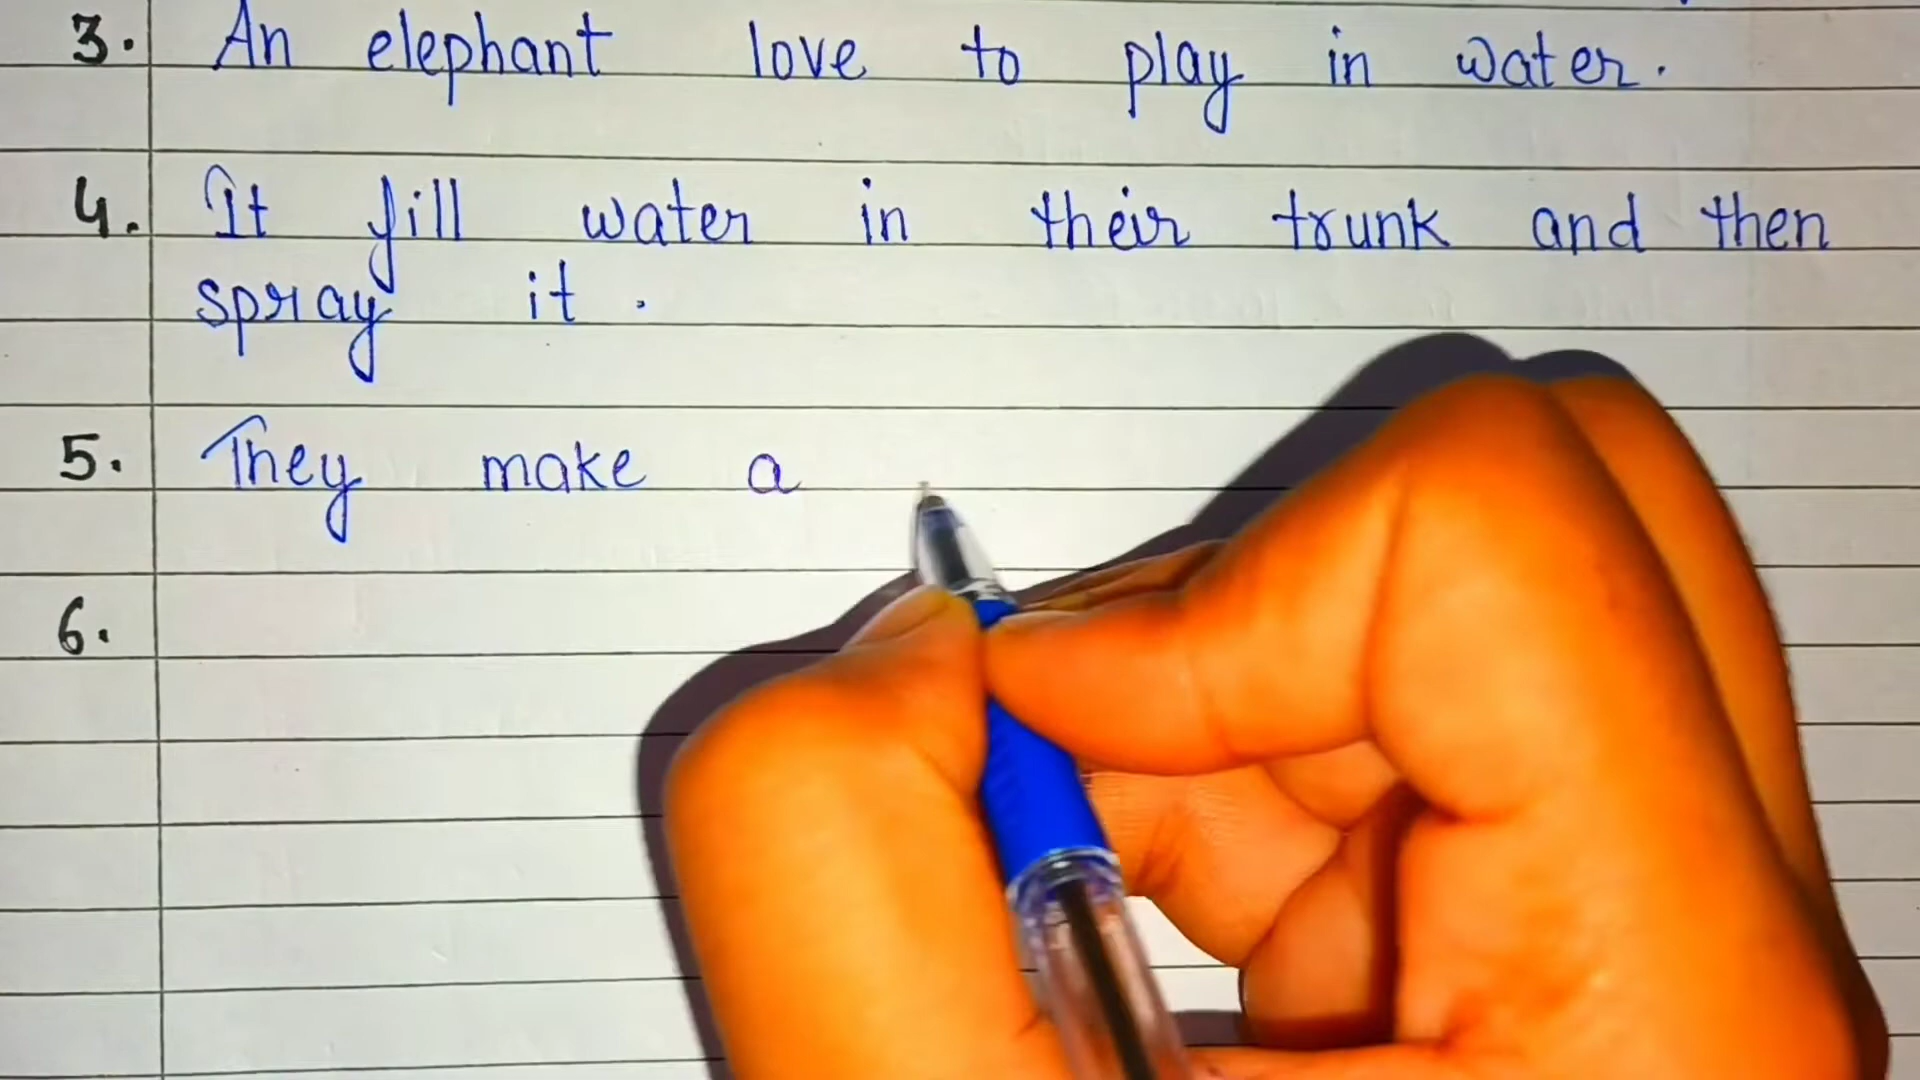 3. An elephant love to play in water.
4. It fill water in their trunk and then
spray it.
5. They make a
6.